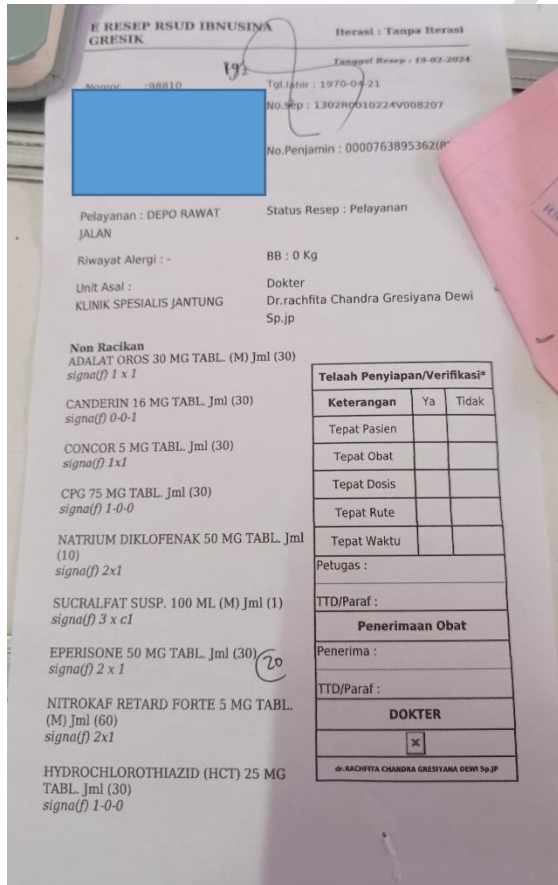 E RESEP RSUD IBNUSINA
GRESIK
Iterasi : Tanpa Iterasi
Tanggal Resep : 19-02-2024
192
Nomor :98810
Tgl.lahir : 1970-04-21
No.Sep : 1302R0010224V008207
No.Penjamin : 0000763895362(P
Pelayanan : DEPO RAWAT
JALAN
Status Resep : Pelayanan
Riwayat Alergi : -
BB : 0 Kg
Unit Asal :
KLINIK SPESIALIS JANTUNG
Dokter
Dr.rachfita Chandra Gresiyana Dewi
Sp.jp
Non Racikan
ADALAT OROS 30 MG TABL. (M) Jml (30)
signa(f) 1 x 1
CANDERIN 16 MG TABL. Jml (30)
signa(f) 0-0-1
CONCOR 5 MG TABL. Jml (30)
signa(f) 1x1
CPG 75 MG TABL. Jml (30)
signa(f) 1-0-0
NATRIUM DIKLOFENAK 50 MG TABL. Jml
(10)
signa(f) 2x1
SUCRALFAT SUSP. 100 ML (M) Jml (1)
signa(f) 3 x c1
EPERISONE 50 MG TABL. Jml (30) 20
signa(f) 2 x 1
NITROKAF RETARD FORTE 5 MG TABL.
(M) Jml (60)
signa(f) 2x1
HYDROCHLOROTHIAZID (HCT) 25 MG
TABL. Jml (30)
signa(f) 1-0-0
Telaah Penyiapan/Verifikasi*
Keterangan Ya Tidak
Tepat Pasien
Tepat Obat
Tepat Dosis
Tepat Rute
Tepat Waktu
Petugas :
TTD/Paraf :
Penerimaan Obat
Penerima :
TTD/Paraf :
DOKTER
dr.RACHFITA CHANDRA GRESIYANA DEWI Sp.JP